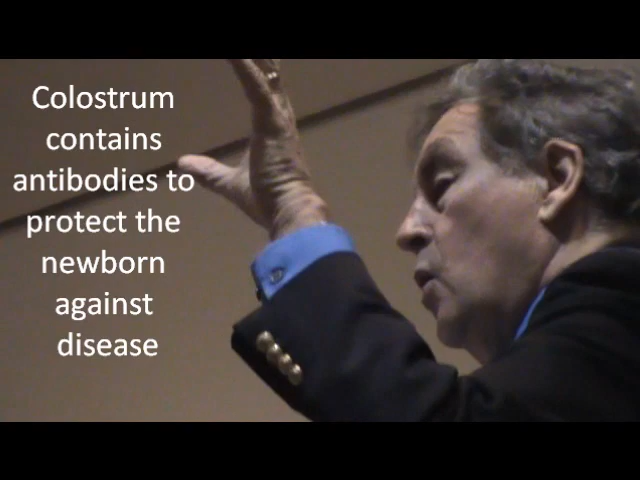 Colostrum
contains
antibodies to
protect the
newborn
against
disease